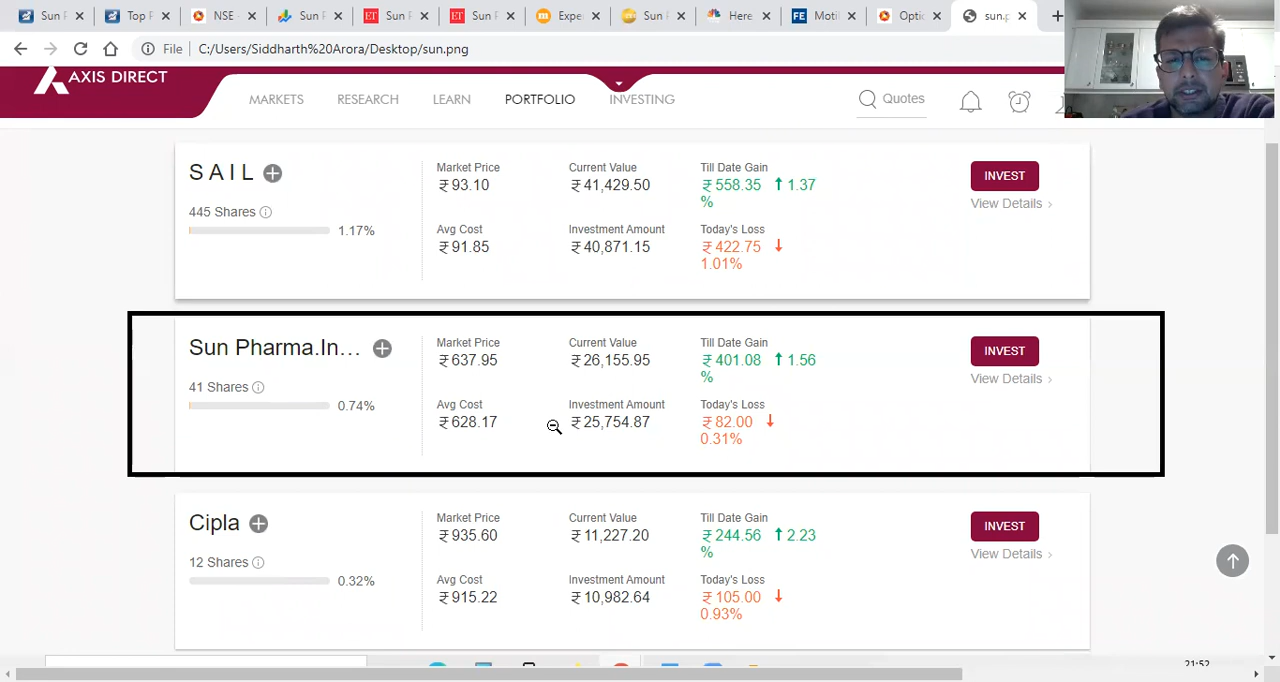 Sun P
Top P
NSE -
Sun P
Sun P
Sun F
Expe
Sun P
Here
Motil
Optic
sun.p
File C:/Users/Siddharth%20Arora/Desktop/sun.png
AXIS DIRECT
MARKETS RESEARCH LEARN PORTFOLIO INVESTING Quotes
S A I L
445 Shares
1.17%
Market Price
₹93.10
Avg Cost
₹91.85
Current Value
₹41,429.50
Investment Amount
₹40,871.15
Till Date Gain
₹558.35 ↑1.37
%
Today's Loss
₹422.75 ↓
1.01%
INVEST
View Details >
Sun Pharma.In...
41 Shares
0.74%
Market Price
₹637.95
Avg Cost
₹628.17
Current Value
₹26,155.95
Investment Amount
₹25,754.87
Till Date Gain
₹401.08 ↑1.56
%
Today's Loss
₹82.00 ↓
0.31%
INVEST
View Details >
Cipla
12 Shares
0.32%
Market Price
₹935.60
Avg Cost
₹915.22
Current Value
₹11,227.20
Investment Amount
₹10,982.64
Till Date Gain
₹244.56 ↑2.23
%
Today's Loss
₹105.00 ↓
0.93%
INVEST
View Details >
21:52